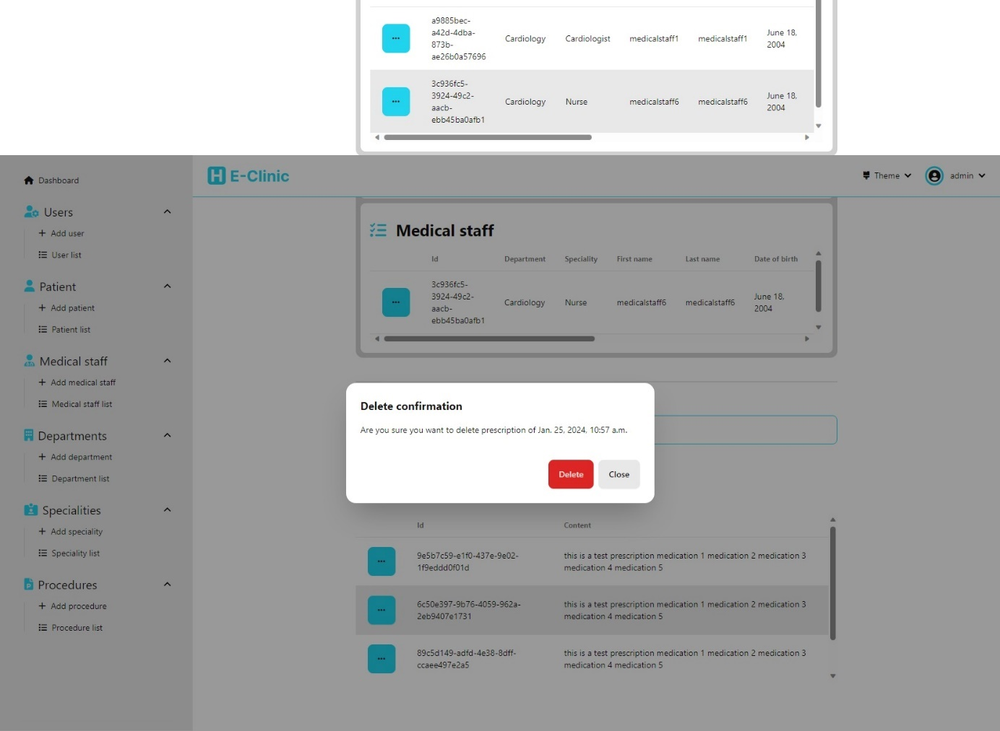 a9885bec-
a42d-4dba-
873b-
ae26b0a57696
Cardiology
Cardiologist
medicalstaff1
medicalstaff1
June 18,
2004
3c936fc5-
3924-49c2-
aacb-
ebb45ba0afb1
Cardiology
Nurse
medicalstaff6
medicalstaff6
June 18,
2004
Dashboard
Users
Add user
User list
Patient
Add patient
Patient list
Medical staff
Add medical staff
Medical staff list
Departments
Add department
Department list
Specialities
Add speciality
Speciality list
Procedures
Add procedure
Procedure list
H E-Clinic
Theme
admin
Medical staff
Id Department Speciality First name Last name Date of birth
3c936fc5-
3924-49c2-
aacb-
ebb45ba0afb1
Cardiology
Nurse
medicalstaff6
medicalstaff6
June 18,
2004
Delete confirmation
Are you sure you want to delete prescription of Jan. 25, 2024, 10:57 a.m.
Delete Close
Id Content
9e5b7c59-e1f0-437e-9e02-
1f9eddd0f01d
this is a test prescription medication 1 medication 2 medication 3
medication 4 medication 5
6c50e397-9b76-4059-962a-
2eb9407e1731
this is a test prescription medication 1 medication 2 medication 3
medication 4 medication 5
89c5d149-adfd-4e38-8dff-
ccaee497e2a5
this is a test prescription medication 1 medication 2 medication 3
medication 4 medication 5